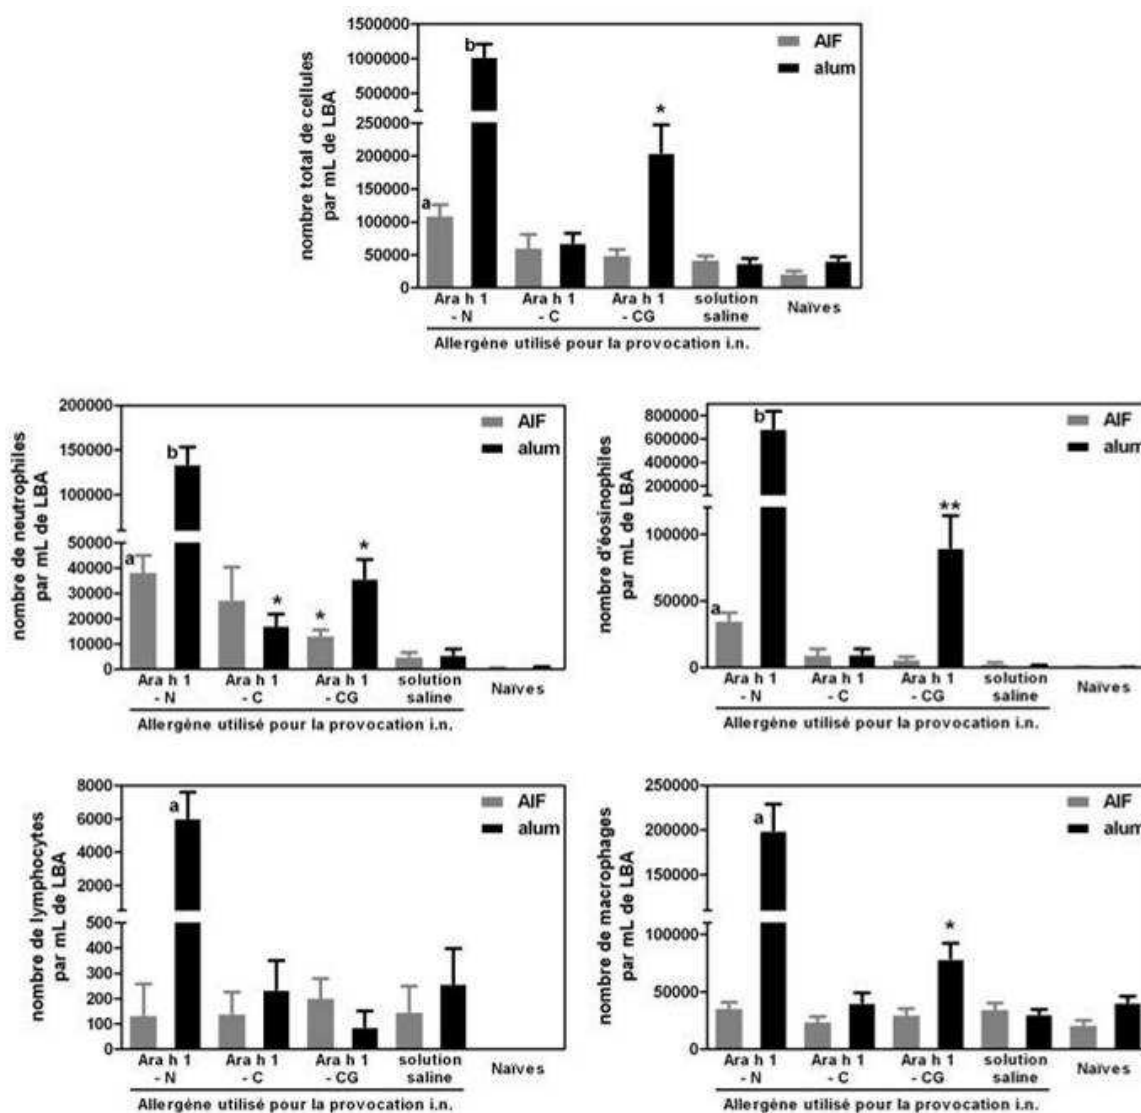 nombre total de cellules
par mL de LBA
1500000
1000000
500000
250000
200000
150000
100000
50000
0
b
a
*
AIF
alum
Ara h 1 Ara h 1 Ara h 1 solution Naïves
- N - C - CG saline
Allergène utilisé pour la provocation i.n.
nombre de neutrophiles
par mL de LBA
200000
150000
100000
50000
40000
30000
20000
10000
0
b
a
*
*
*
AIF
alum
Ara h 1 Ara h 1 Ara h 1 solution Naïves
- N - C - CG saline
Allergène utilisé pour la provocation i.n.
nombre d'éosinophiles
par mL de LBA
800000
700000
600000
400000
200000
100000
50000
0
b
a
**
AIF
alum
Ara h 1 Ara h 1 Ara h 1 solution Naïves
- N - C - CG saline
Allergène utilisé pour la provocation i.n.
nombre de lymphocytes
par mL de LBA
8000
6000
4000
2000
500
400
300
200
100
0
a
AIF
alum
Ara h 1 Ara h 1 Ara h 1 solution Naïves
- N - C - CG saline
Allergène utilisé pour la provocation i.n.
nombre de macrophages
par mL de LBA
250000
200000
150000
100000
50000
0
a
*
AIF
alum
Ara h 1 Ara h 1 Ara h 1 solution Naïves
- N - C - CG saline
Allergène utilisé pour la provocation i.n.